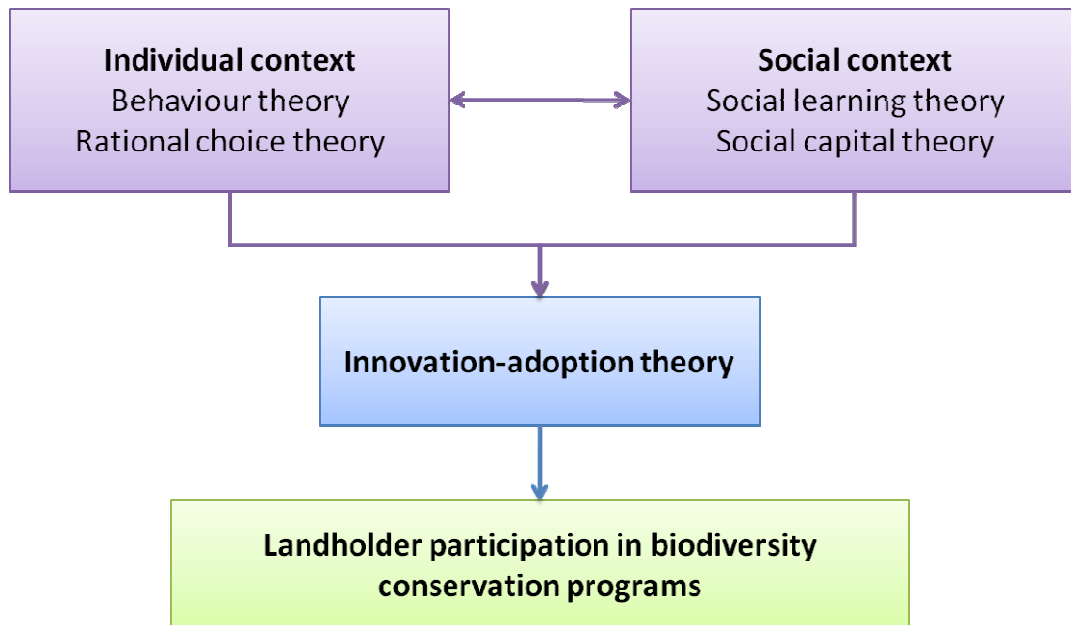 Individual context
Behaviour theory
Rational choice theory
Social context
Social learning theory
Social capital theory
Innovation-adoption theory
Landholder participation in biodiversity
conservation programs